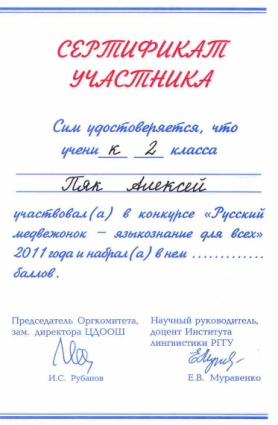 СЕРТИФИКАТ
УЧАСТНИКА
Сим удостоверяется, что
учени к 2 класса
Пяк Алексей
участвовал(а) в конкурсе «Русский
медвежонок – языкознание для всех»
2011 года и набрал(а) в нем .............
баллов.
Председатель Оргкомитета,
зам. директора ЦДООШ
И.С. Рубанов
Научный руководитель,
доцент Института
лингвистики РГГУ
Е.В. Муравенко